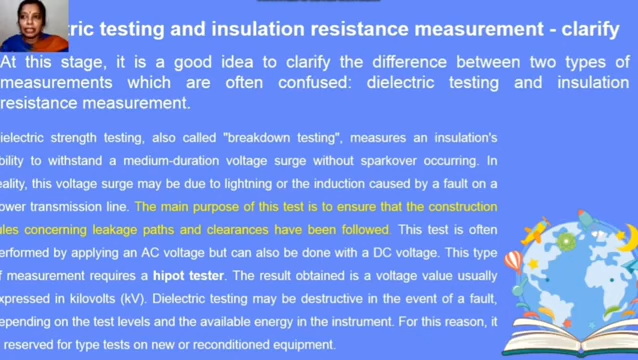 tric testing and insulation resistance measurement - clarify
At this stage, it is a good idea to clarify the difference between two types of
measurements which are often confused: dielectric testing and insulation
resistance measurement.
ielectric strength testing, also called "breakdown testing", measures an insulation's
bility to withstand a medium-duration voltage surge without sparkover occurring. In
eality, this voltage surge may be due to lightning or the induction caused by a fault on a
ower transmission line. The main purpose of this test is to ensure that the construction
ules concerning leakage paths and clearances have been followed. This test is often
erformed by applying an AC voltage but can also be done with a DC voltage. This type
f measurement requires a hipot tester. The result obtained is a voltage value usually
xpressed in kilovolts (kV). Dielectric testing may be destructive in the event of a fault,
epending on the test levels and the available energy in the instrument. For this reason, it
reserved for type tests on new or reconditioned equipment.